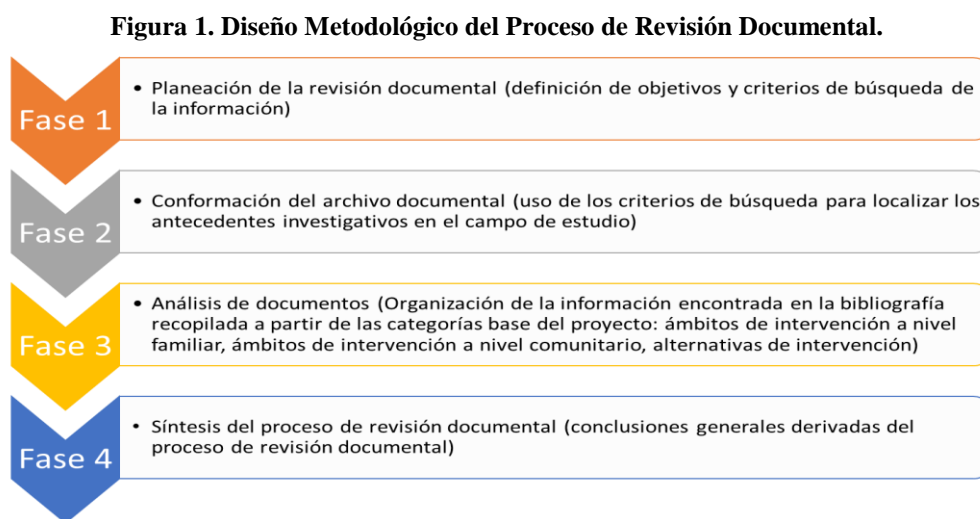 Figura 1. Diseño Metodológico del Proceso de Revisión Documental.
Fase 1
• Planeación de la revisión documental (definición de objetivos y criterios de búsqueda de
la información)
Fase 2
• Conformación del archivo documental (uso de los criterios de búsqueda para localizar los
antecedentes investigativos en el campo de estudio)
Fase 3
• Análisis de documentos (Organización de la información encontrada en la bibliografía
recopilada a partir de las categorías base del proyecto: ámbitos de intervención a nivel
familiar, ámbitos de intervención a nivel comunitario, alternativas de intervención)
Fase 4
• Síntesis del proceso de revisión documental (conclusiones generales derivadas del
proceso de revisión documental)